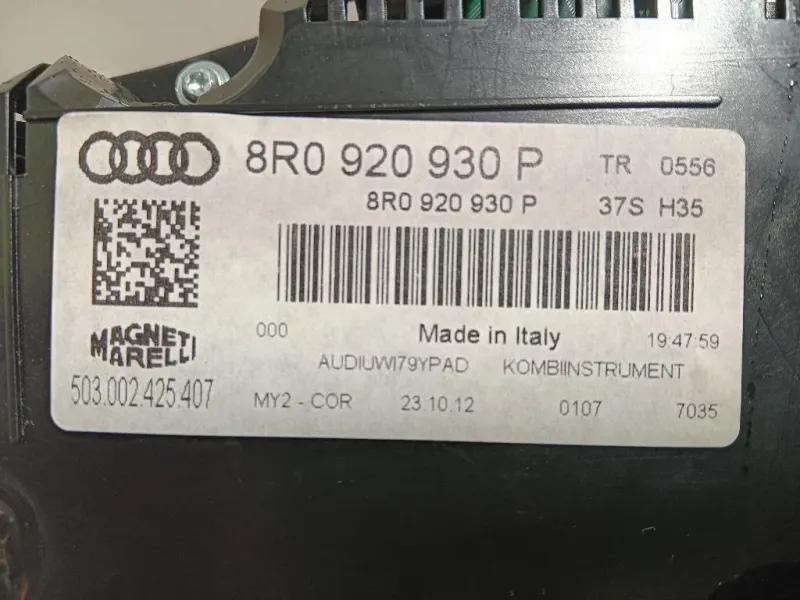 8R0 920 930 P TR 0556
8R0 920 930 P 37S H35
000 Made in Italy 19:47:59
MAGNETI
MARELLI
AUDIUWI79YPAD KOMBIINSTRUMENT
503.002.425.407 MY2 - COR 23.10.12 0107 7035